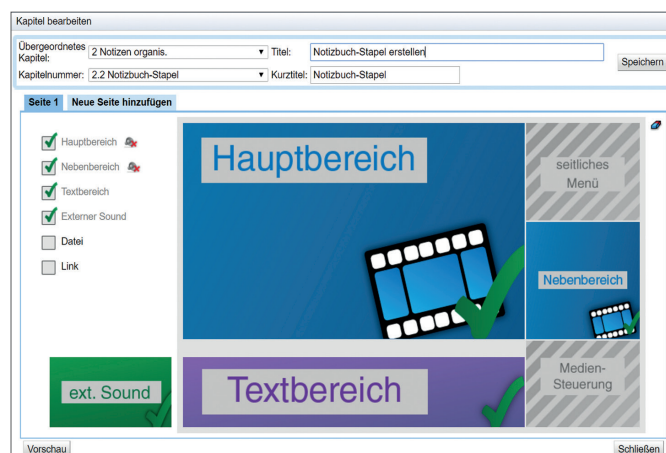 Kapitel bearbeiten
Übergeordnetes Kapitel: 2 Notizen organis. Titel: Notizbuch-Stapel erstellen
Speichern
Kapitelnummer: 2.2 Notizbuch-Stapel Kurztitel: Notizbuch-Stapel
Seite 1 Neue Seite hinzufügen
Hauptbereich
Nebenbereich
Textbereich
Externer Sound
Datei
Link
Hauptbereich
seitliches
Menü
Nebenbereich
ext. Sound
Textbereich
Medien-
Steuerung
Vorschau
Schließen